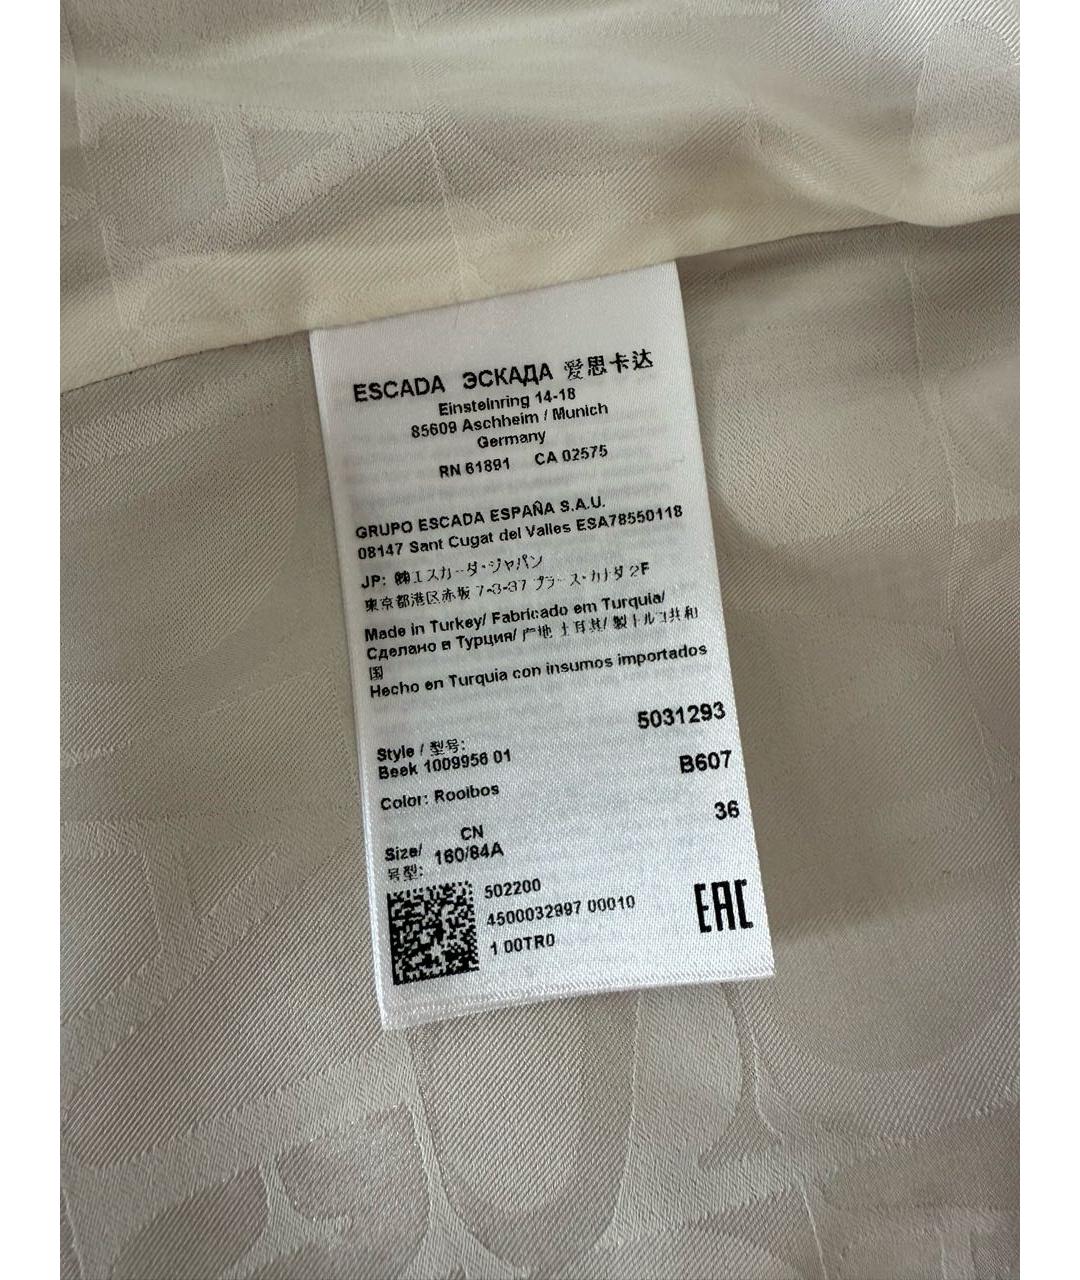 ESCADA ЭСКАДА 爱思卡达
Einsteinring 14-18
85609 Aschheim / Munich
Germany
RN 61891 CA 02575
GRUPO ESCADA ESPAÑA S.A.U.
08147 Sant Cugat del Valles ESA78550118
JP: ㈱エスカーダ・ジャパン
東京都港区赤坂 7-3-37 プラース・カナダ 2F
Made in Turkey/ Fabricado em Turquia/
Сделано в Турция/ 产地 土耳其/ 製トルコ共和
国
Hecho en Turquia con insumos importados
5031293
Style / 型号:
Beek 1009956 01
B607
Color: Rooibos
36
CN
Size/ 160/84A
号型:
502200
4500032997 00010
1 00TR0
EAC